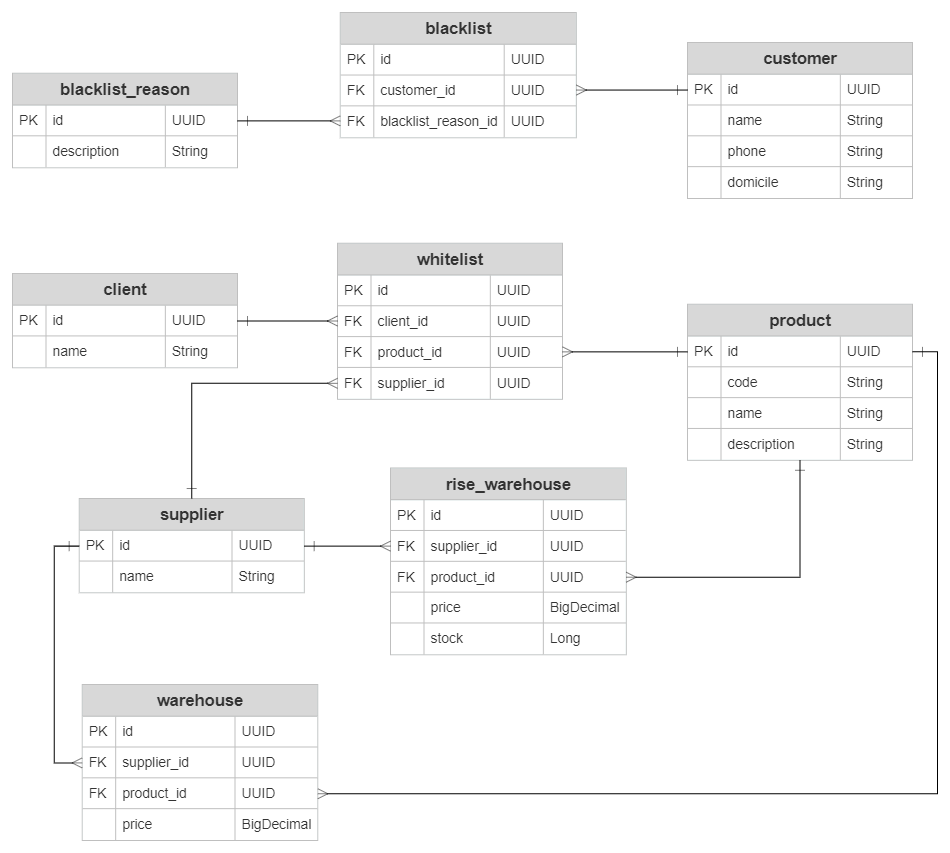 blacklist
PK id UUID
FK customer_id UUID
FK blacklist_reason_id UUID
customer
PK id UUID
name String
phone String
domicile String
blacklist_reason
PK id UUID
description String
whitelist
PK id UUID
FK client_id UUID
FK product_id UUID
FK supplier_id UUID
client
PK id UUID
name String
product
PK id UUID
code String
name String
description String
supplier
PK id UUID
name String
rise_warehouse
PK id UUID
FK supplier_id UUID
FK product_id UUID
price BigDecimal
stock Long
warehouse
PK id UUID
FK supplier_id UUID
FK product_id UUID
price BigDecimal